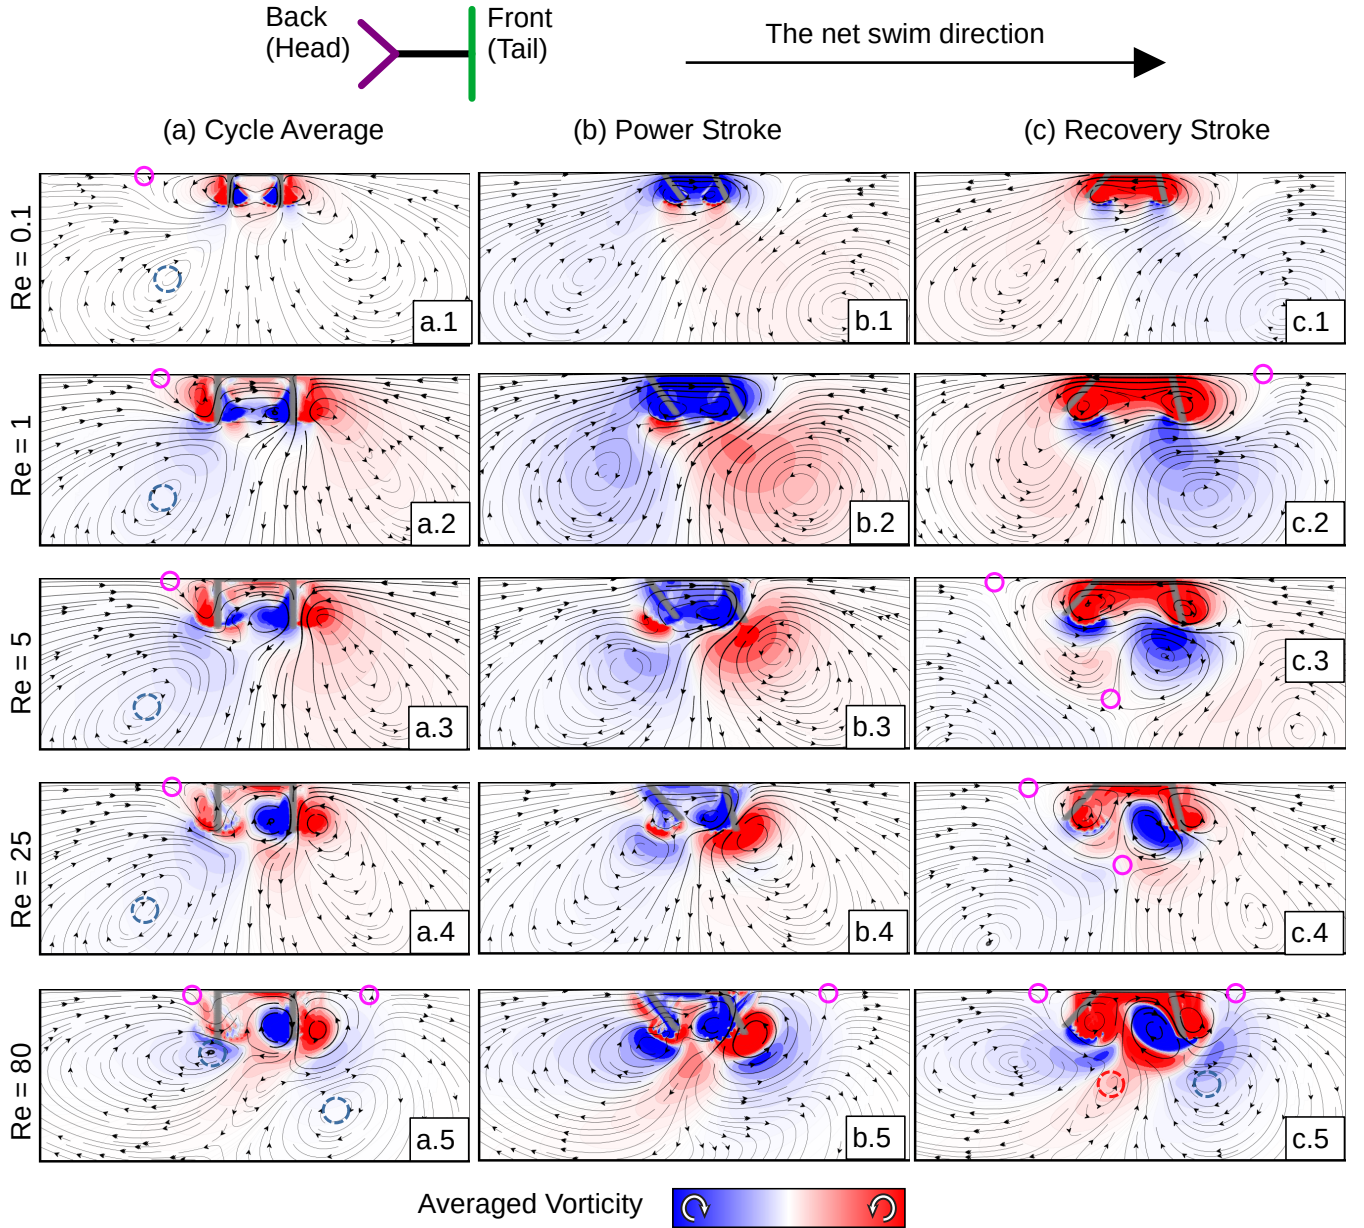 Back
(Head)
Front
(Tail)
The net swim direction
(a) Cycle Average
(b) Power Stroke
(c) Recovery Stroke
Re = 0.1
a.1
b.1
c.1
Re = 1
a.2
b.2
c.2
Re = 5
a.3
b.3
c.3
Re = 25
a.4
b.4
c.4
Re = 80
a.5
b.5
c.5
Averaged Vorticity